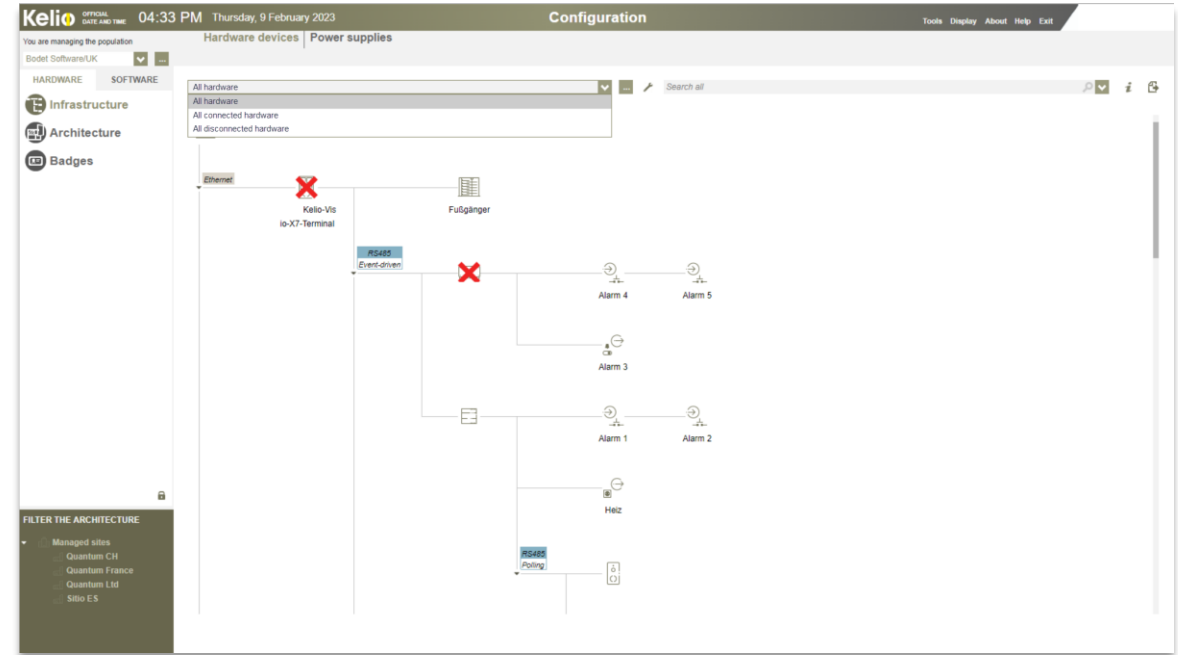 Kelio OFFICIAL DATE AND TIME 04:33 PM Thursday, 9 February 2023 Configuration Tools Display About Help Exit
You are managing the population
Hardware devices Power supplies
Bodet Software/UK ...
HARDWARE SOFTWARE
All hardware ... Search all i
Infrastructure
All hardware
All connected hardware
Architecture
All disconnected hardware
Badges
Ethernet
Kelio-Vis
io-X7-Terminal
Fußgänger
RS485
Event-driven
Alarm 4 Alarm 5
Alarm 3
Alarm 1 Alarm 2
Heiz
FILTER THE ARCHITECTURE
Managed sites
Quantum CH
Quantum France
Quantum Ltd
Sitio ES
RS485
Polling